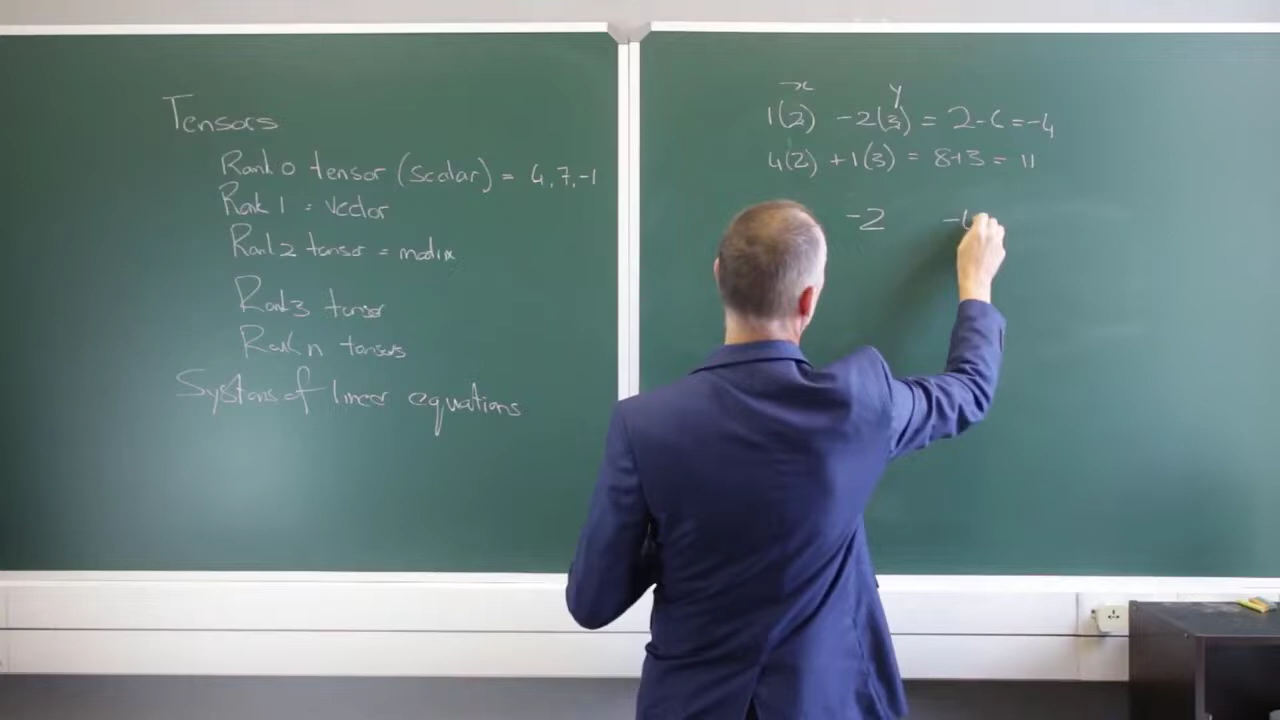 Tensors
Rank 0 tensor (scalar) = 4, 7, -1
Rank 1 = vector
Rank 2 tensor = matrix
Rank 3 tensor
Rank n tensors
Systems of linear equations
x y
1(2) -2(3) = 2-6 = -4
4(2) +1(3) = 8+3 = 11
-2 -